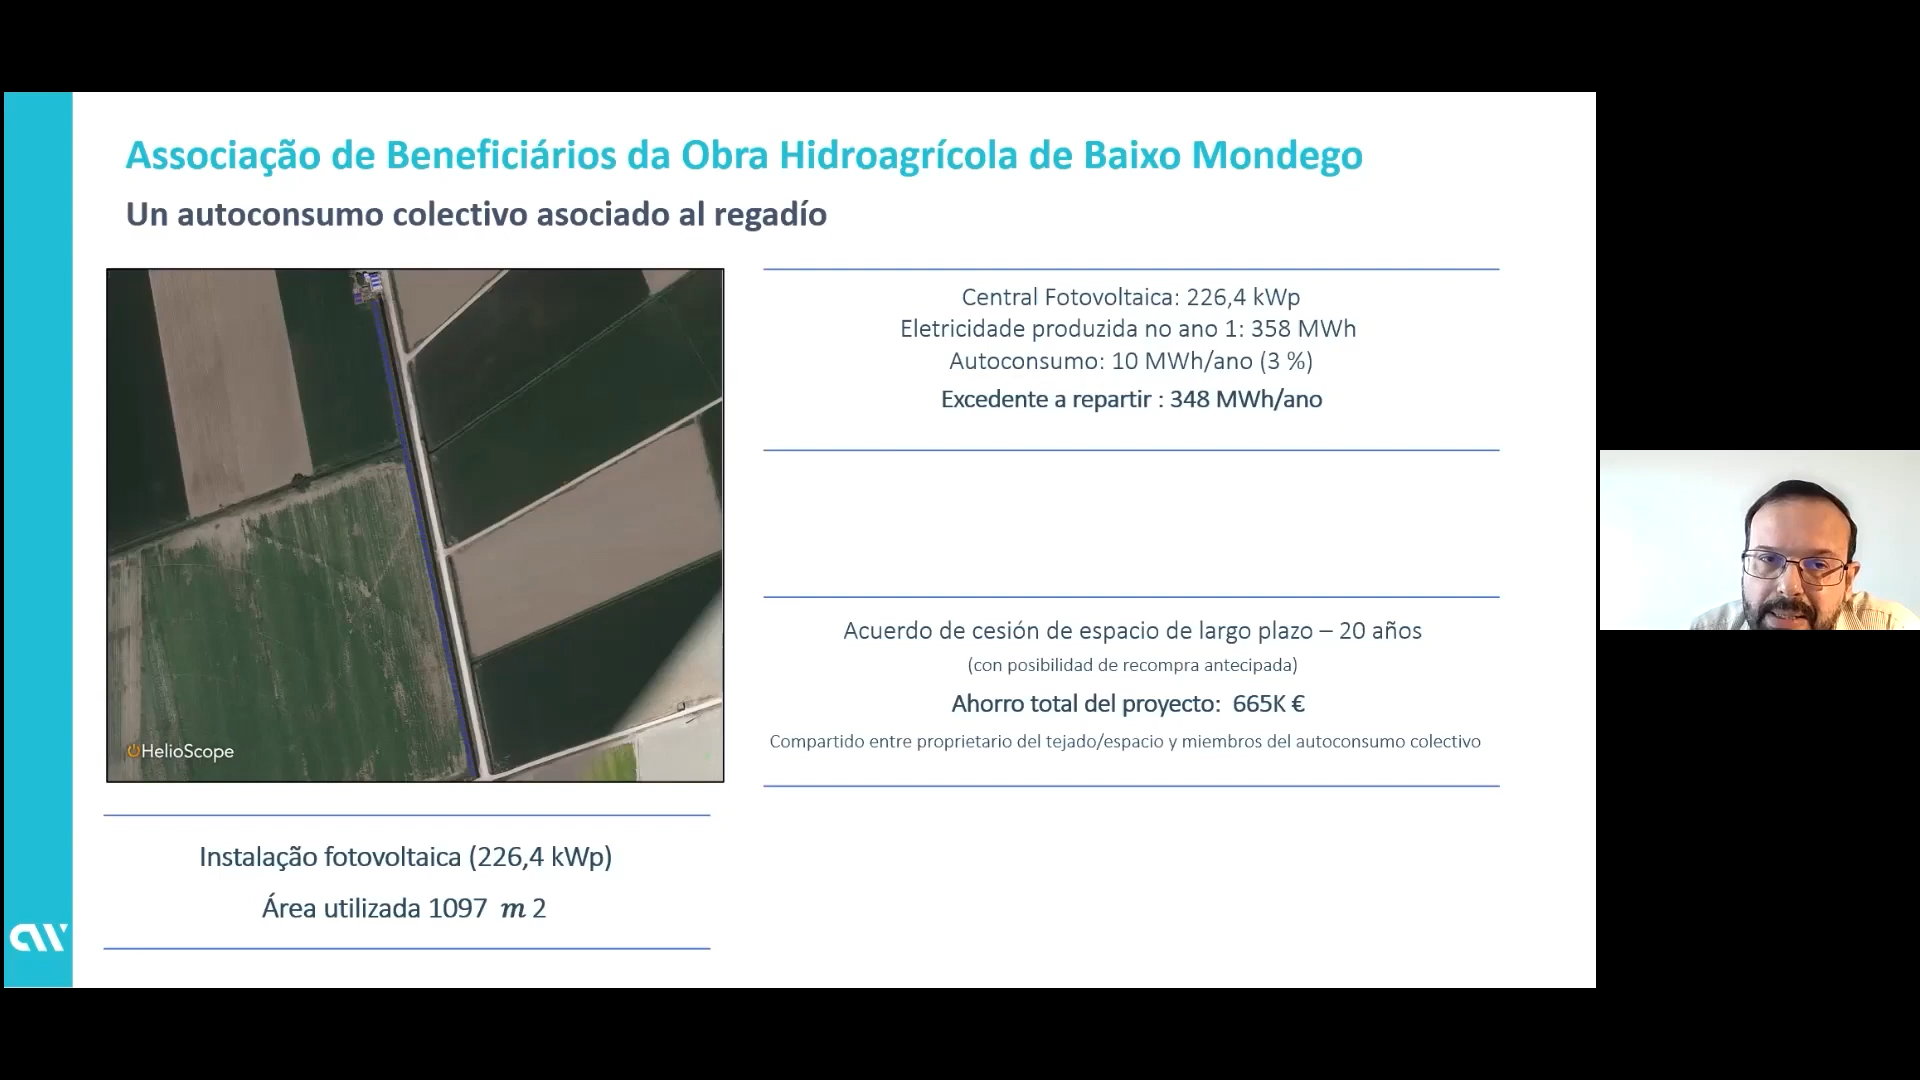 Associação de Beneficiários da Obra Hidroagrícola de Baixo Mondego
Un autoconsumo colectivo asociado al regadío
HelioScope
Instalação fotovoltaica (226,4 kWp)
Área utilizada 1097 m 2
Central Fotovoltaica: 226,4 kWp
Eletricidade produzida no ano 1: 358 MWh
Autoconsumo: 10 MWh/ano (3 %)
Excedente a repartir : 348 MWh/ano
Acuerdo de cesión de espacio de largo plazo – 20 años
(con posibilidad de recompra antecipada)
Ahorro total del proyecto: 665K €
Compartido entre proprietario del tejado/espacio y miembros del autoconsumo colectivo